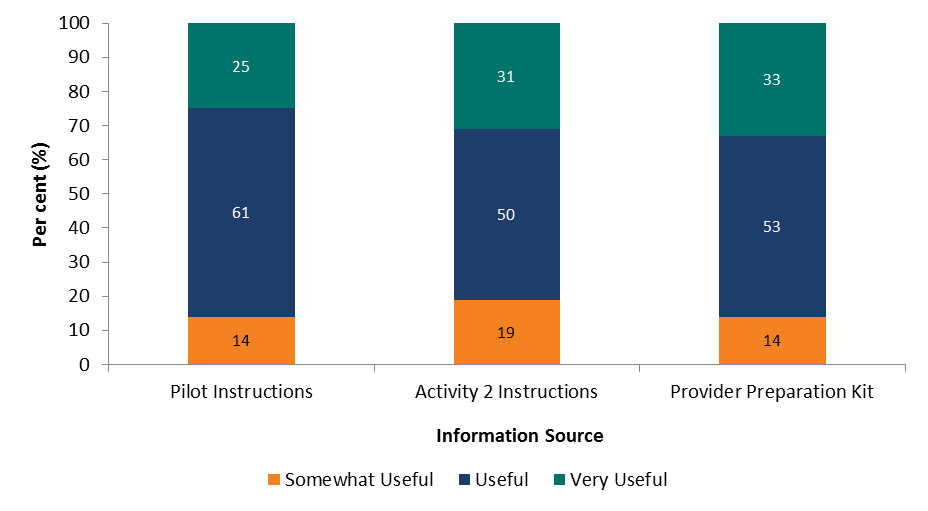 100
90
80
70
60
50
40
30
20
10
0
Per cent (%)
25
31
33
61
50
53
14
19
14
Pilot Instructions
Activity 2 Instructions
Provider Preparation Kit
Information Source
Somewhat Useful
Useful
Very Useful